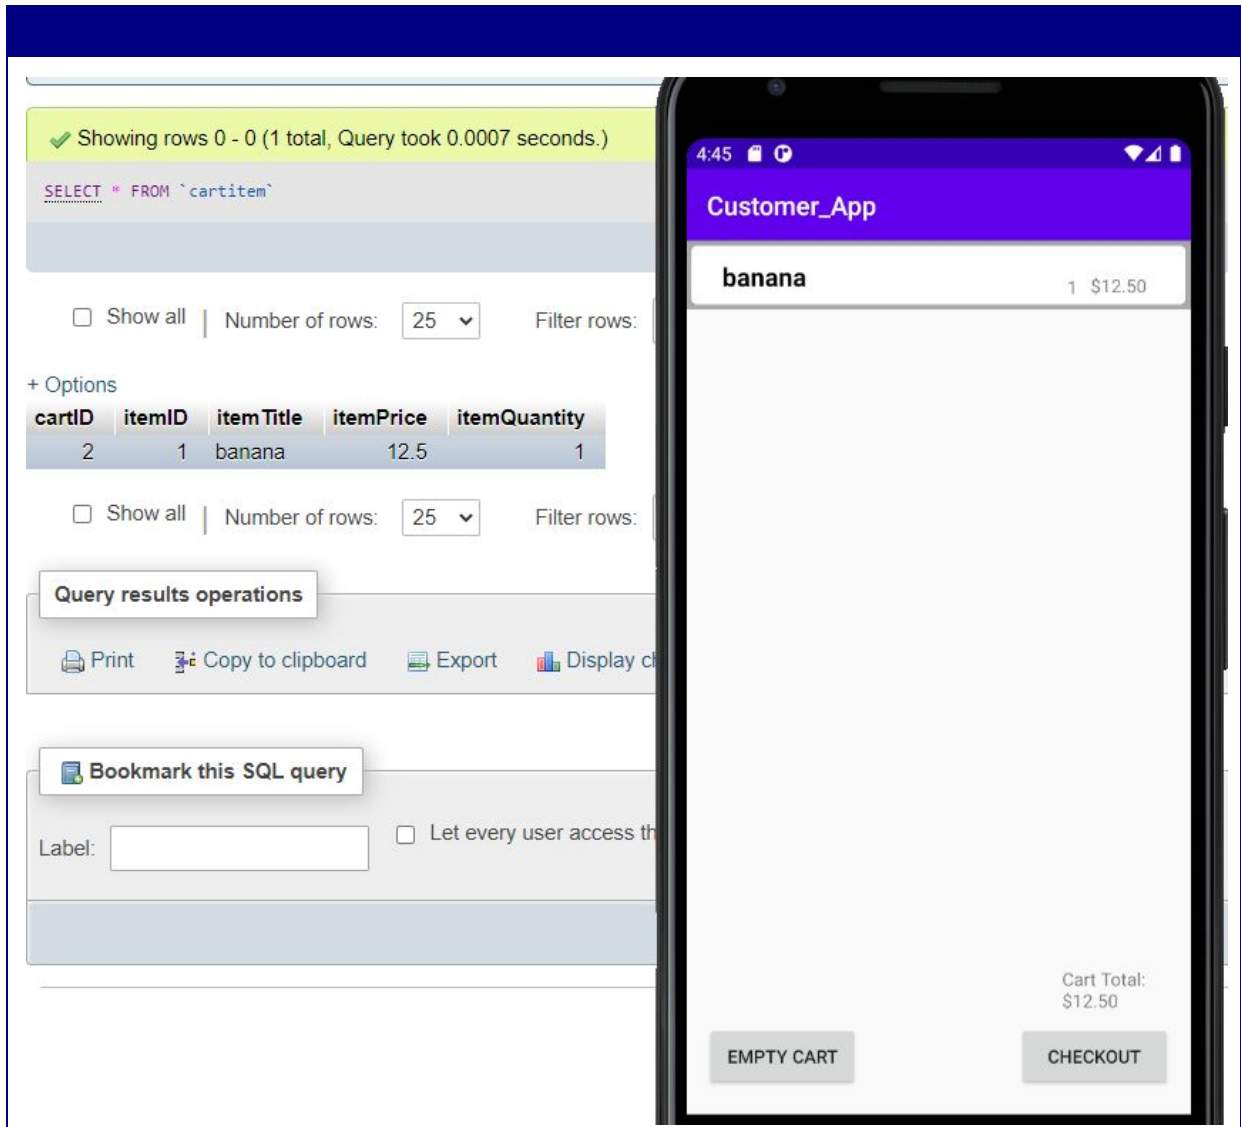 Showing rows 0 - 0 (1 total, Query took 0.0007 seconds.)
SELECT * FROM `cartitem`
Show all | Number of rows: 25 Filter rows:
+ Options
cartID itemID itemTitle itemPrice itemQuantity
2 1 banana 12.5 1
Show all | Number of rows: 25 Filter rows:
Query results operations
Print Copy to clipboard Export Display
Bookmark this SQL query
Label: Let every user access
4:45
Customer_App
banana 1 $12.50
Cart Total:
$12.50
EMPTY CART CHECKOUT